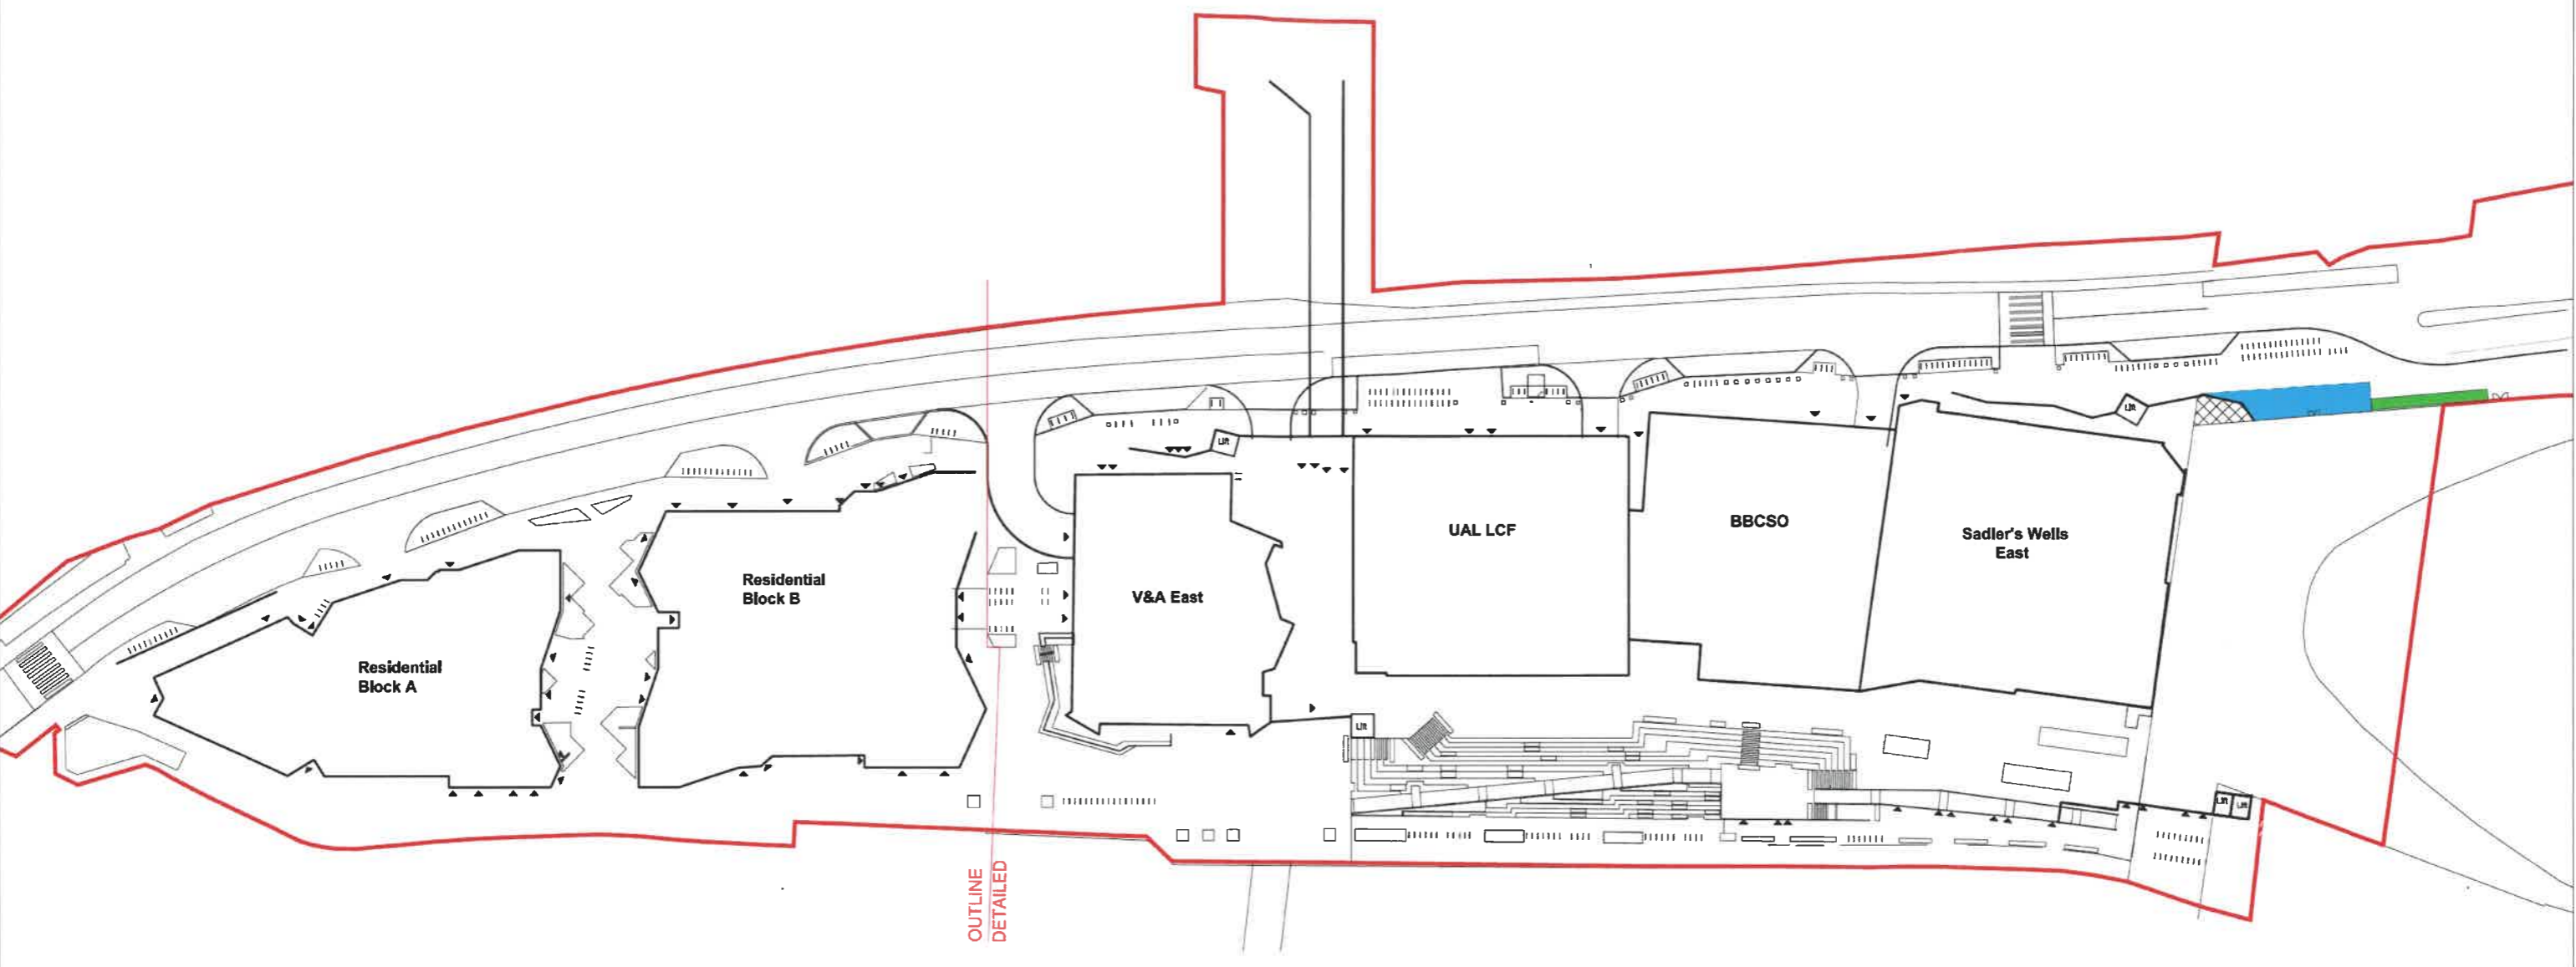 Lift
Lift
UAL LCF
BBCSO
Sadler's Wells
East
Residential
Block B
V&A East
Residential
Block A
Lift
Lift
Lift
OUTLINE
DETAILED